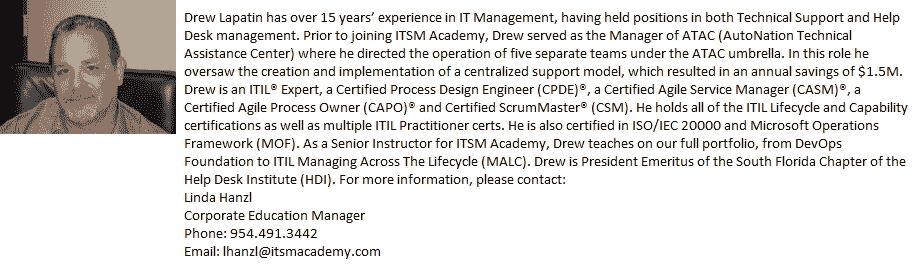 Drew Lapatin has over 15 years’ experience in IT Management, having held positions in both Technical Support and Help
Desk management. Prior to joining ITSM Academy, Drew served as the Manager of ATAC (AutoNation Technical
Assistance Center) where he directed the operation of five separate teams under the ATAC umbrella. In this role he
oversaw the creation and implementation of a centralized support model, which resulted in an annual savings of $1.5M.
Drew is an ITIL® Expert, a Certified Process Design Engineer (CPDE)®, a Certified Agile Service Manager (CASM)®, a
Certified Agile Process Owner (CAPO)® and Certified ScrumMaster® (CSM). He holds all of the ITIL Lifecycle and Capability
certifications as well as multiple ITIL Practitioner certs. He is also certified in ISO/IEC 20000 and Microsoft Operations
Framework (MOF). As a Senior Instructor for ITSM Academy, Drew teaches on our full portfolio, from DevOps
Foundation to ITIL Managing Across The Lifecycle (MALC). Drew is President Emeritus of the South Florida Chapter of the
Help Desk Institute (HDI). For more information, please contact:
Linda Hanzl
Corporate Education Manager
Phone: 954.491.3442
Email: lhanzl@itsmacademy.com